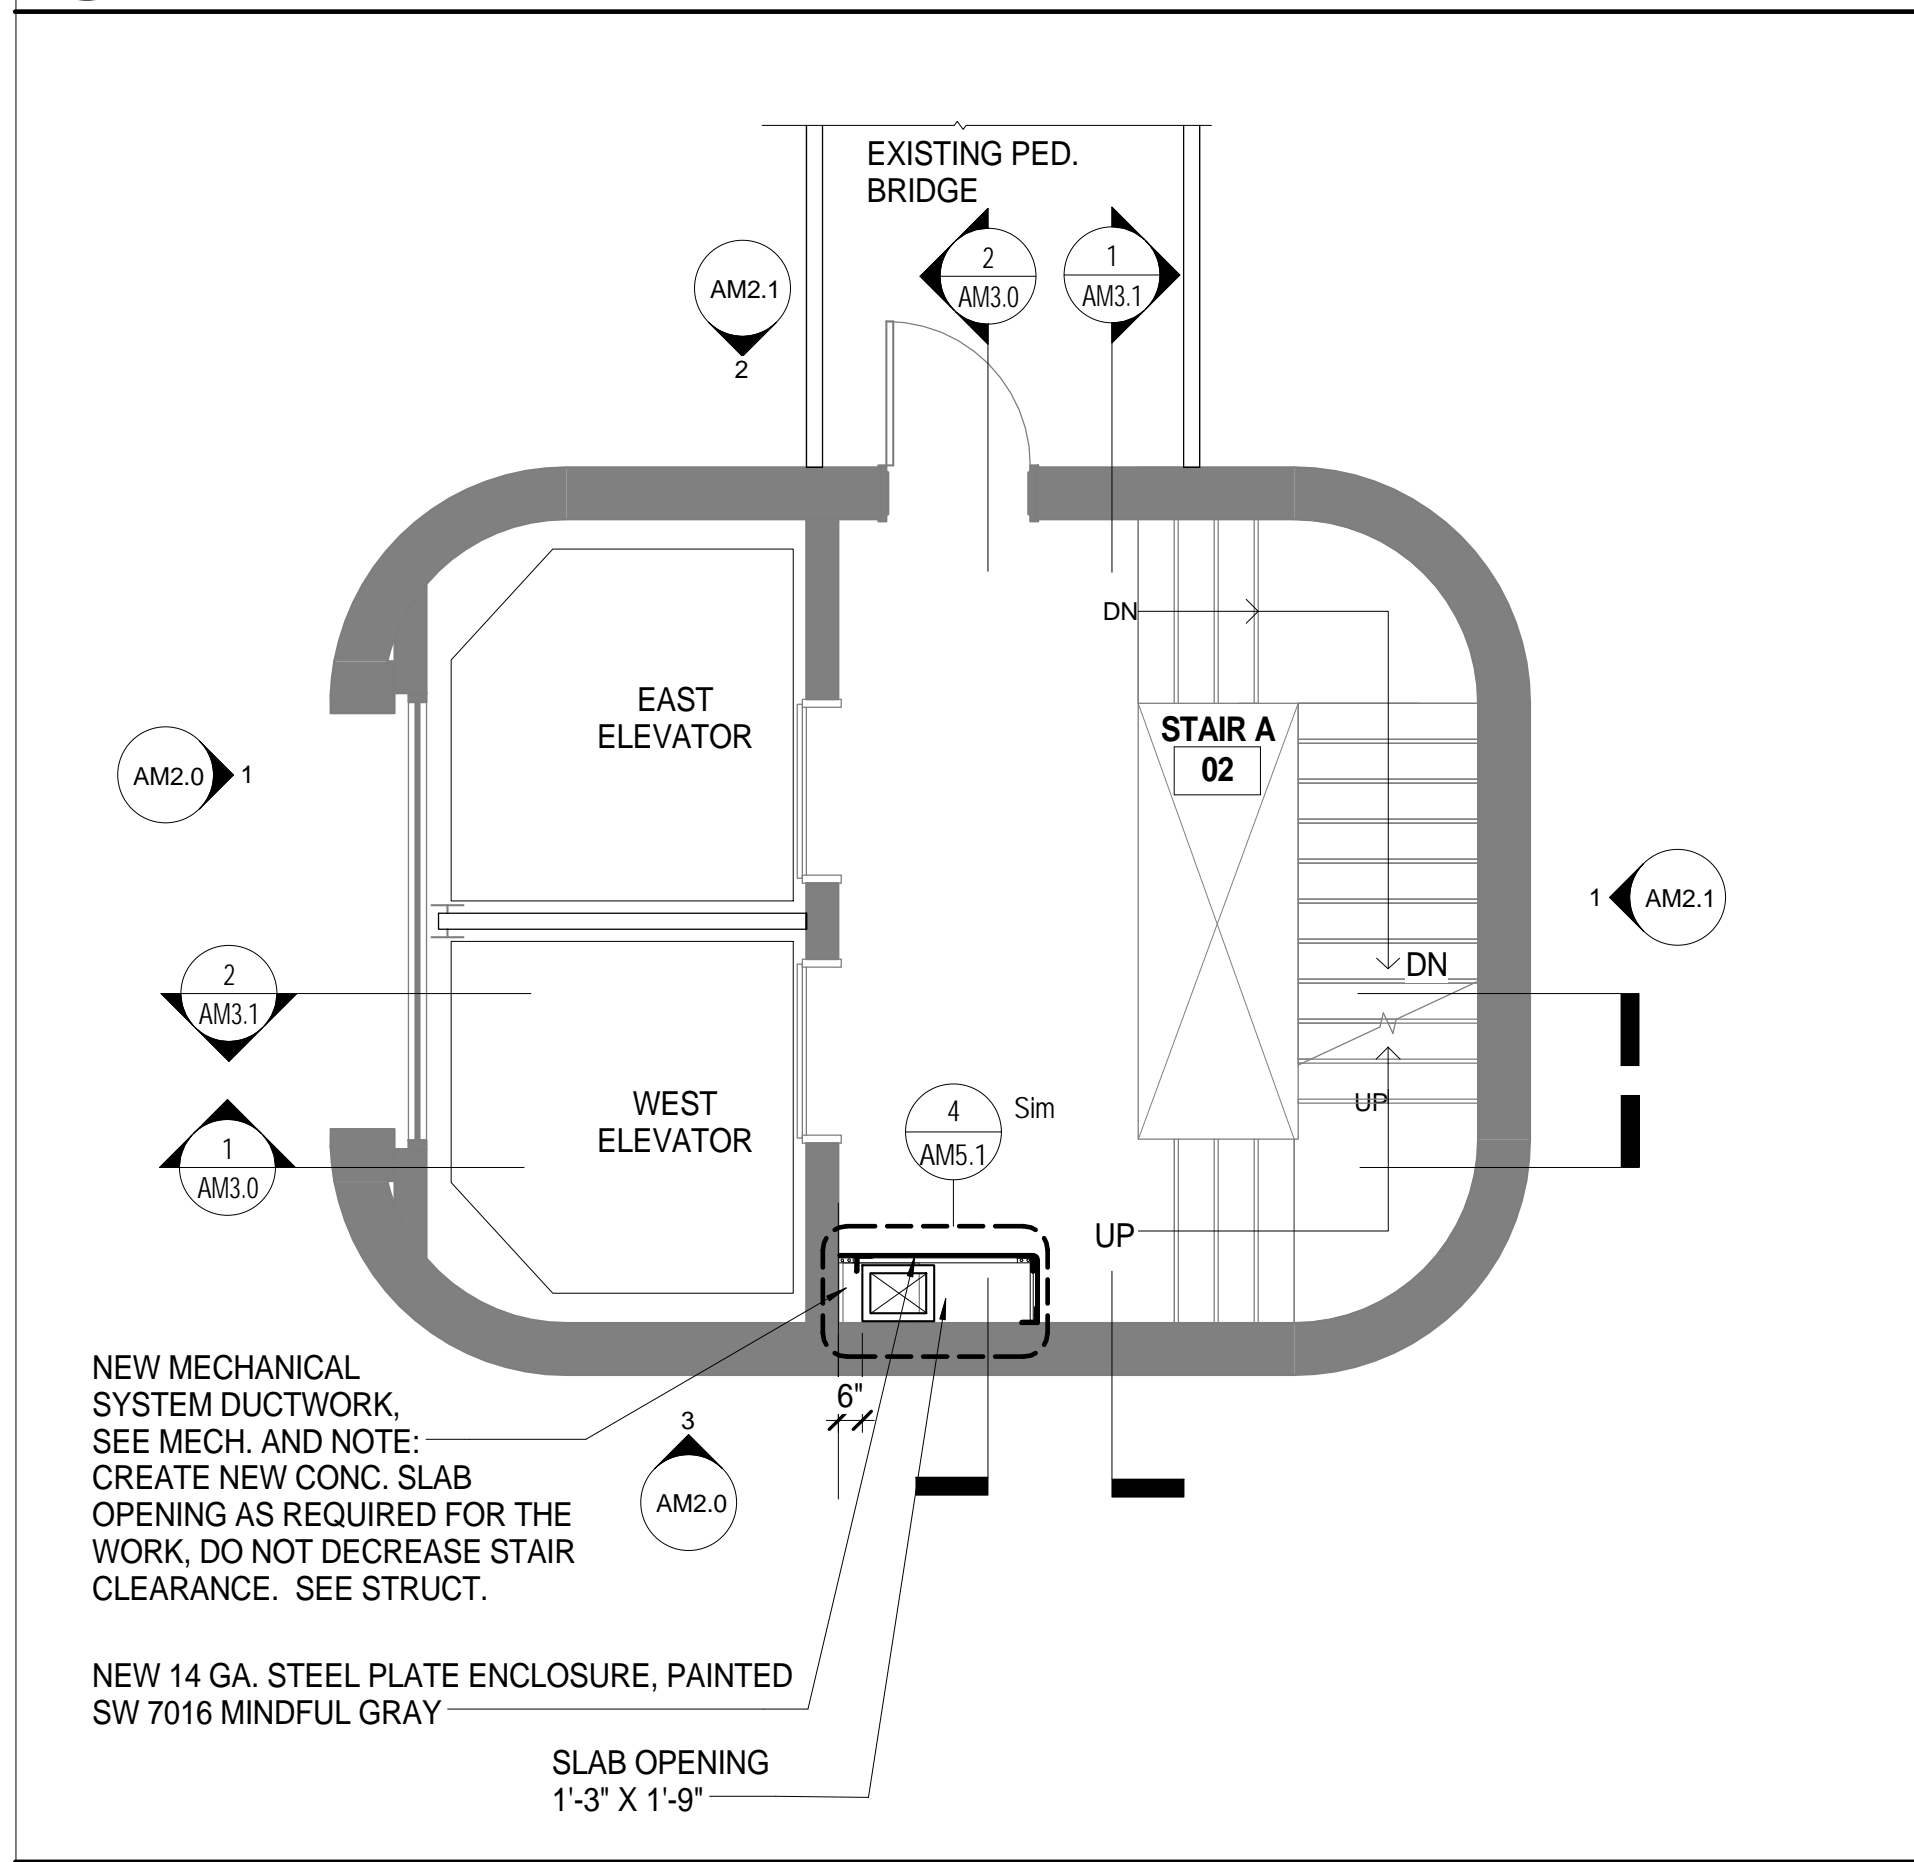 EXISTING PED.
BRIDGE
2
AM3.0
1
AM3.1
AM2.1
2
DN
EAST
ELEVATOR
STAIR A
02
AM2.0
1
1
AM2.1
DN
2
AM3.1
UP
WEST
ELEVATOR
4
AM5.1
Sim
1
AM3.0
UP
NEW MECHANICAL
SYSTEM DUCTWORK,
SEE MECH. AND NOTE:
CREATE NEW CONC. SLAB
OPENING AS REQUIRED FOR THE
WORK, DO NOT DECREASE STAIR
CLEARANCE.  SEE STRUCT.
6"
3
AM2.0
NEW 14 GA. STEEL PLATE ENCLOSURE, PAINTED
SW 7016 MINDFUL GRAY
SLAB OPENING
1'-3" X 1'-9"